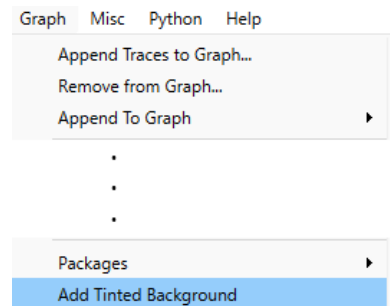 Graph Misc Python Help
Append Traces to Graph...
Remove from Graph...
Append To Graph
Packages
Add Tinted Background